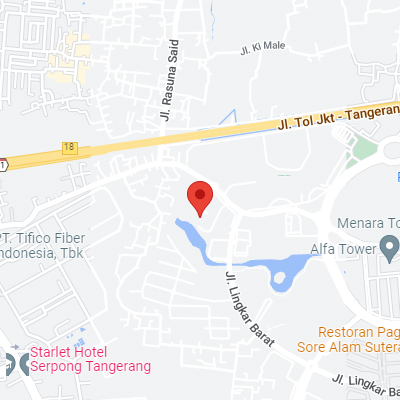 Jl. Ki Male
Jl. Rasuna Said
Jl. Tol Jkt - Tangeran
18
1
PT. Tifico Fiber
Indonesia, Tbk
Menara To
Alfa Tower
Jl. Lingkar Barat
Restoran Pag
Sore Alam Sutera
Starlet Hotel
Serpong Tangerang
Jl. Lingkar Ba